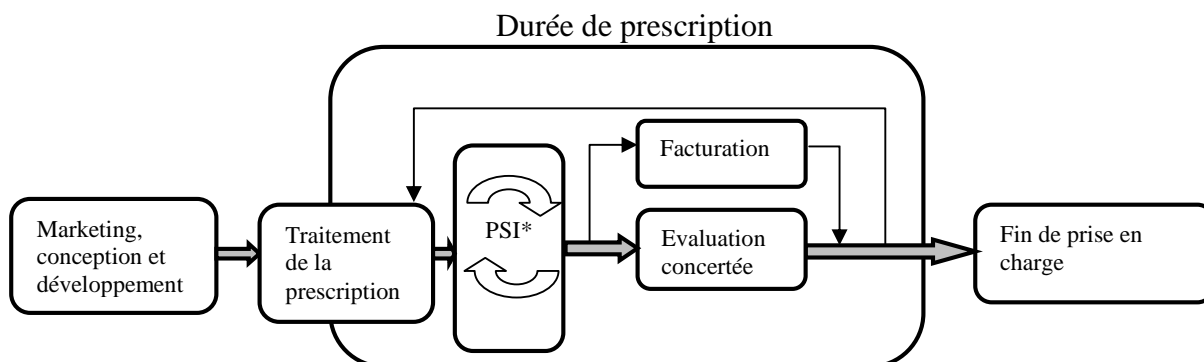 Durée de prescription
Marketing,
conception et
développement
Traitement
de la
prescription
PSI*
Facturation
Evaluation
concertée
Fin de prise en
charge